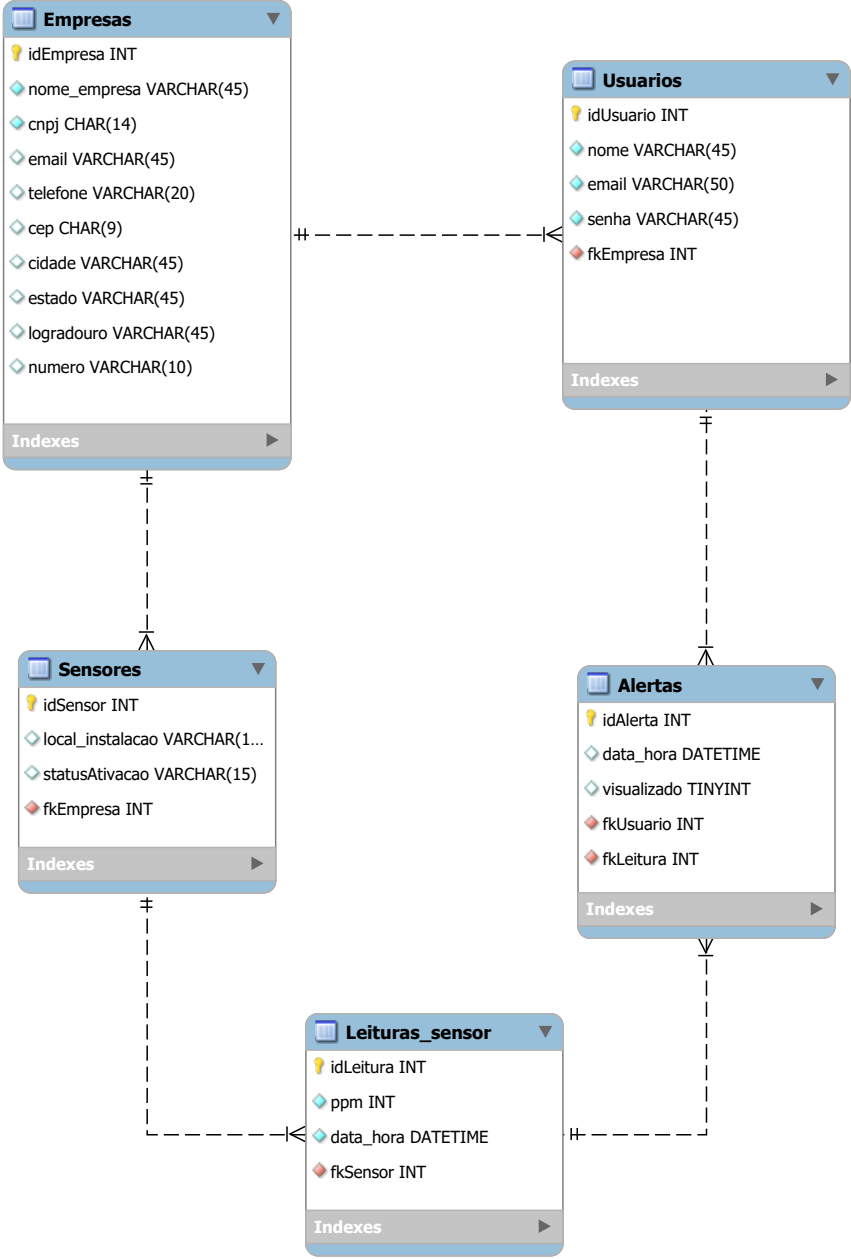 Empresas
idEmpresa INT
nome_empresa VARCHAR(45)
cnpj CHAR(14)
email VARCHAR(45)
telefone VARCHAR(20)
cep CHAR(9)
cidade VARCHAR(45)
estado VARCHAR(45)
logradouro VARCHAR(45)
numero VARCHAR(10)
Indexes
Usuarios
idUsuario INT
nome VARCHAR(45)
email VARCHAR(50)
senha VARCHAR(45)
fkEmpresa INT
Indexes
Sensores
idSensor INT
local_instalacao VARCHAR(1...
statusAtivacao VARCHAR(15)
fkEmpresa INT
Indexes
Alertas
idAlerta INT
data_hora DATETIME
visualizado TINYINT
fkUsuario INT
fkLeitura INT
Indexes
Leituras_sensor
idLeitura INT
ppm INT
data_hora DATETIME
fkSensor INT
Indexes